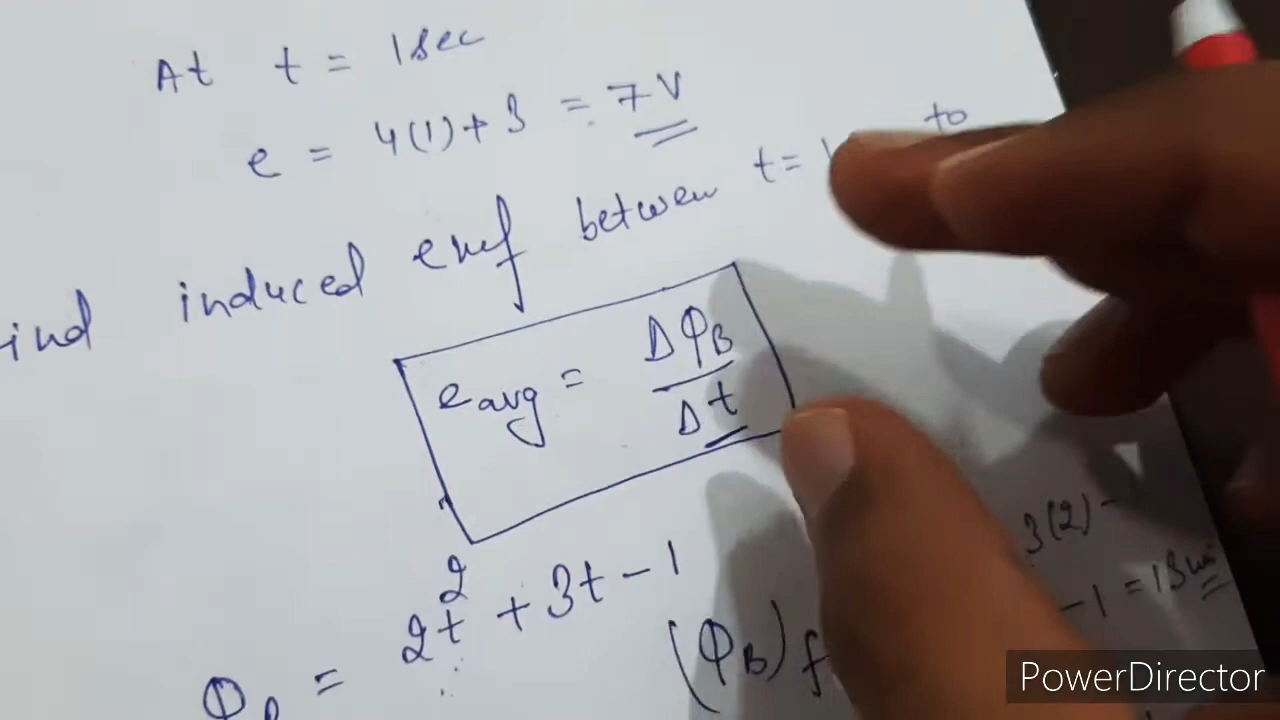 At t = 1sec
e = 4(1)+3 = 7V
ind induced emf between t= to
e avg = ΔΦB / Δt
2t² + 3t - 1
3(2) -
-1 = 13
Φ =
(ΦB) f
PowerDirector